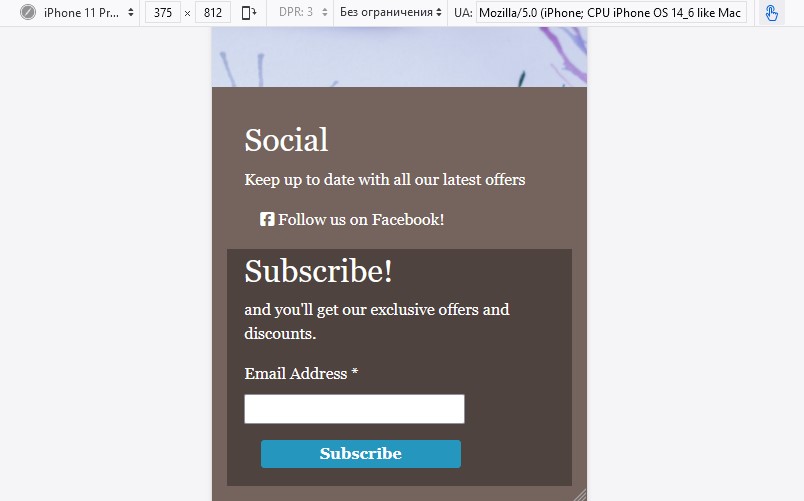 iPhone 11 Pr... 375 × 812 DPR: 3 Без ограничения UA: Mozilla/5.0 (iPhone; CPU iPhone OS 14_6 like Mac
Social
Keep up to date with all our latest offers
Follow us on Facebook!
Subscribe!
and you'll get our exclusive offers and
discounts.
Email Address *
Subscribe